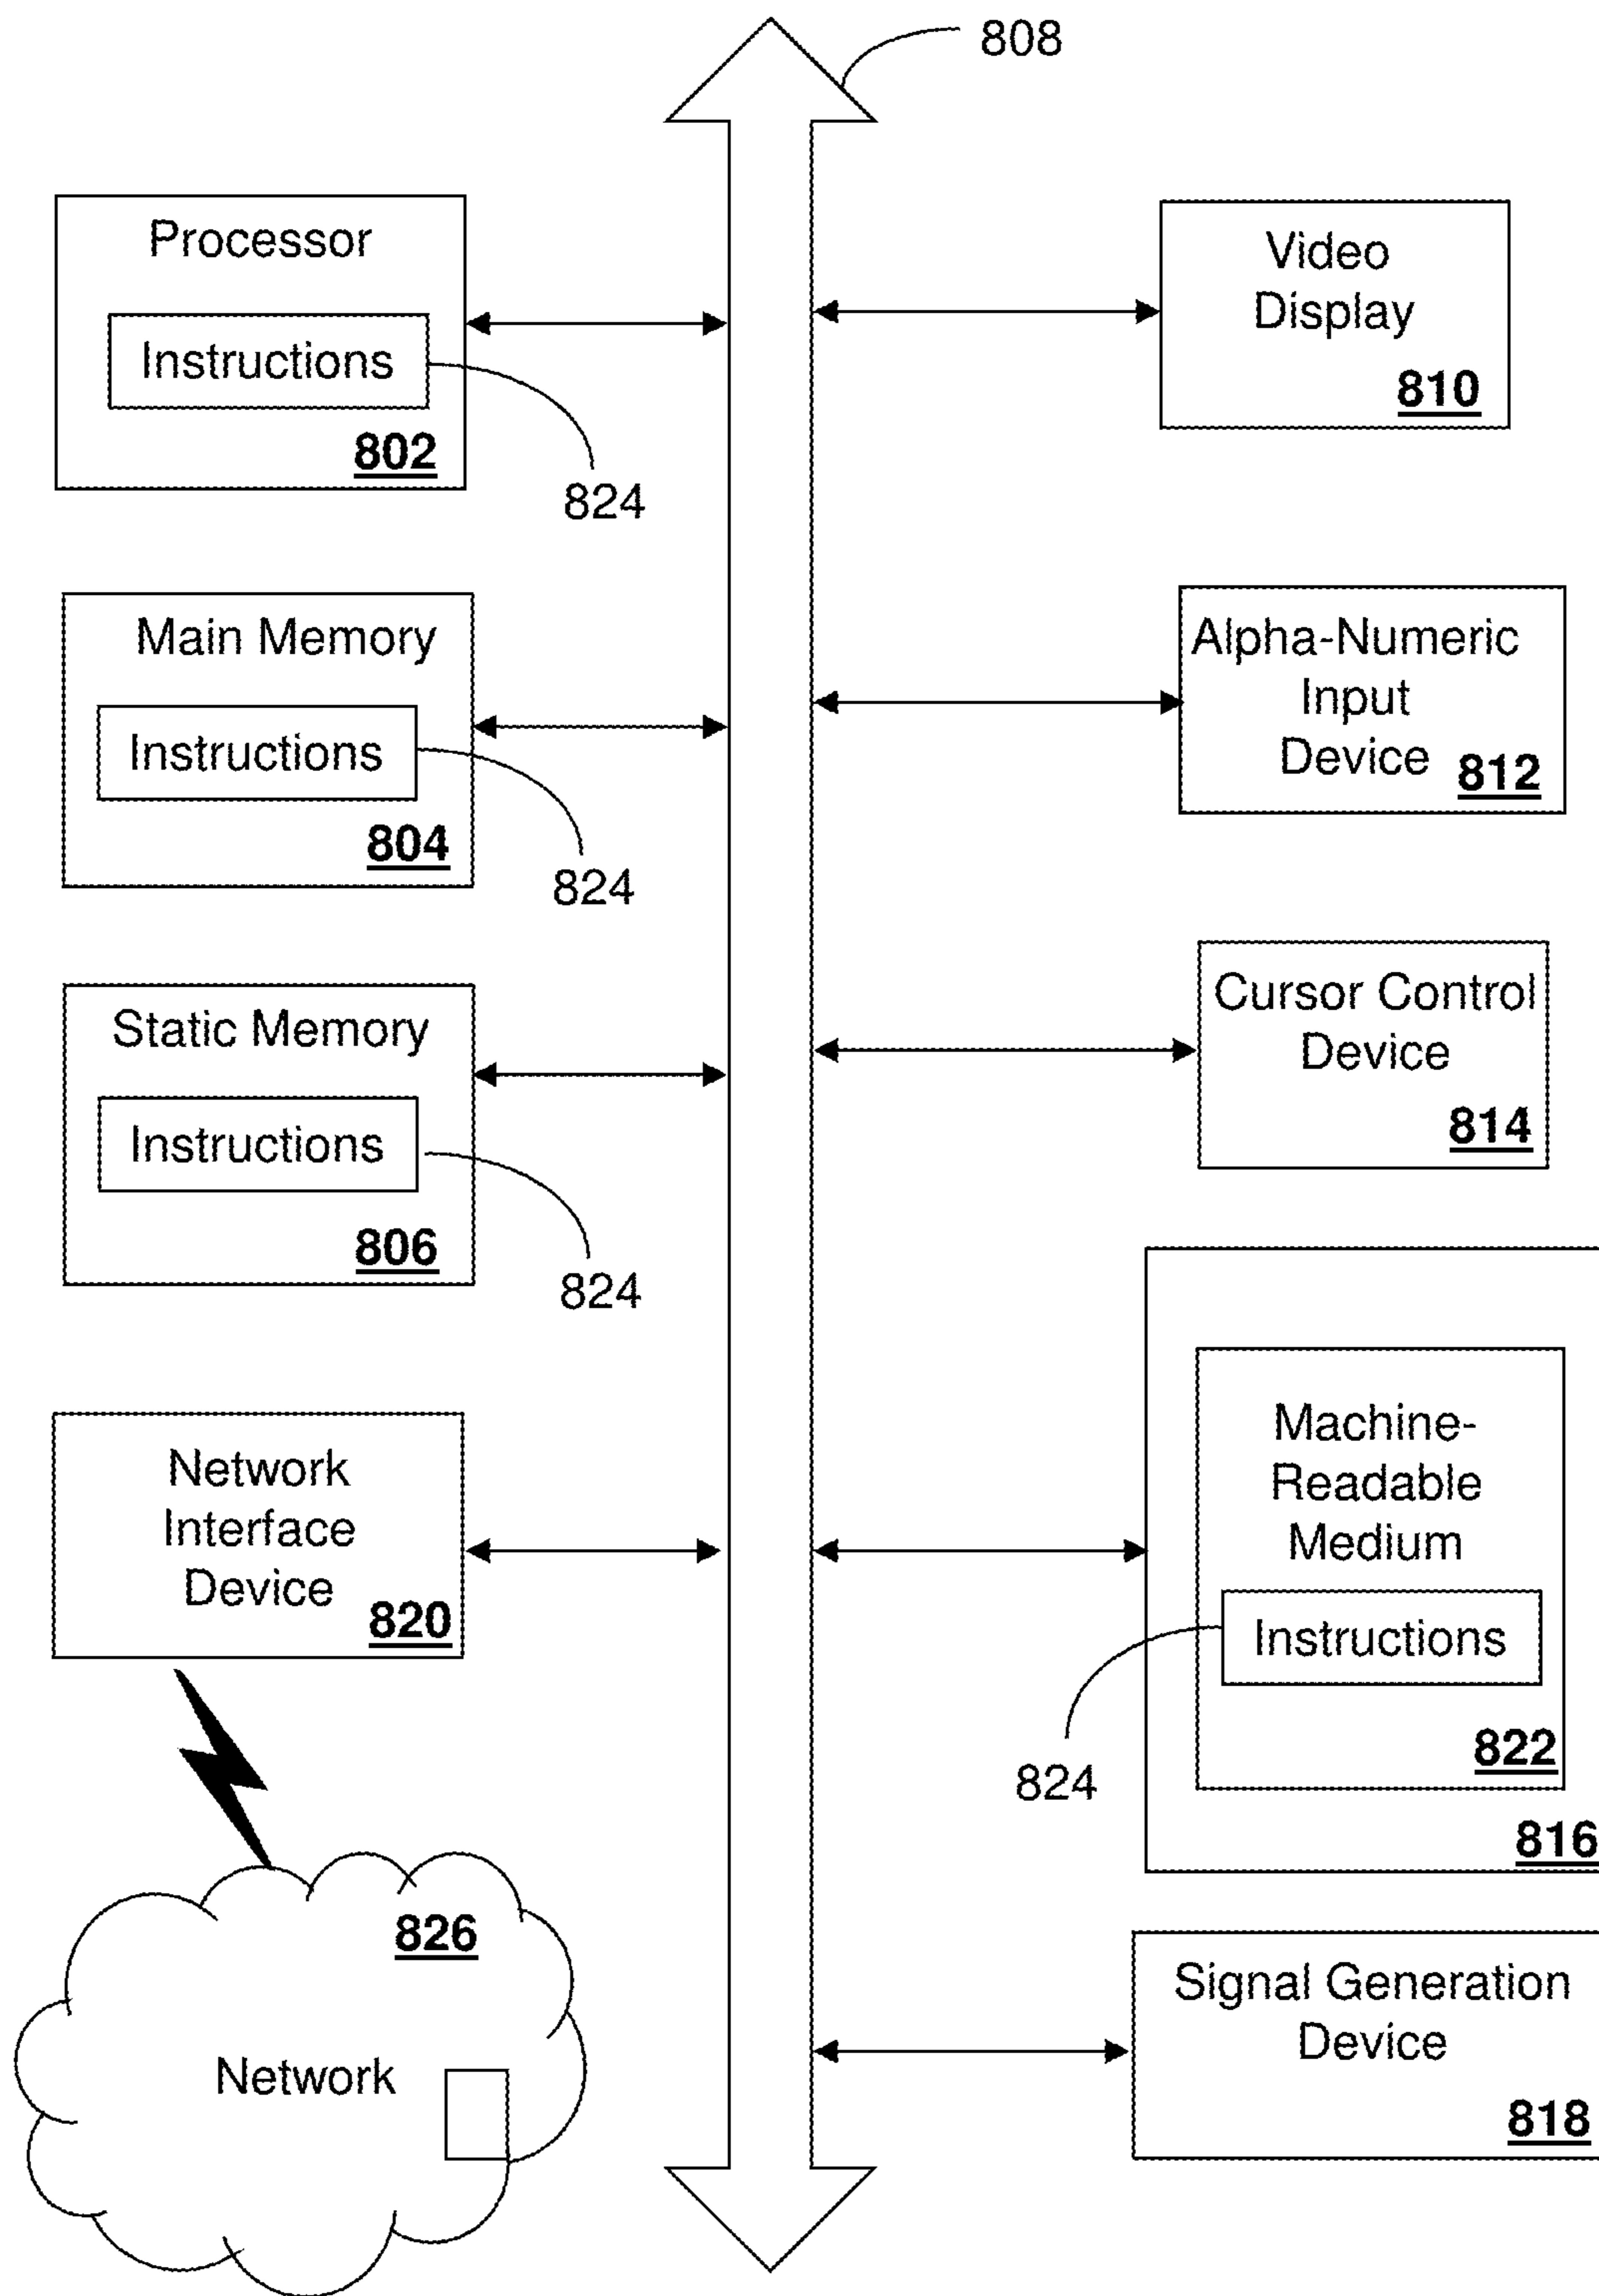 808
Processor
Instructions
802
824
Main Memory
Instructions
804
824
Static Memory
Instructions
806
824
Network
Interface
Device
820
826
Network
Video
Display
810
Alpha-Numeric
Input
Device 812
Cursor Control
Device
814
Machine-
Readable
Medium
Instructions
822
824
816
Signal Generation
Device
818